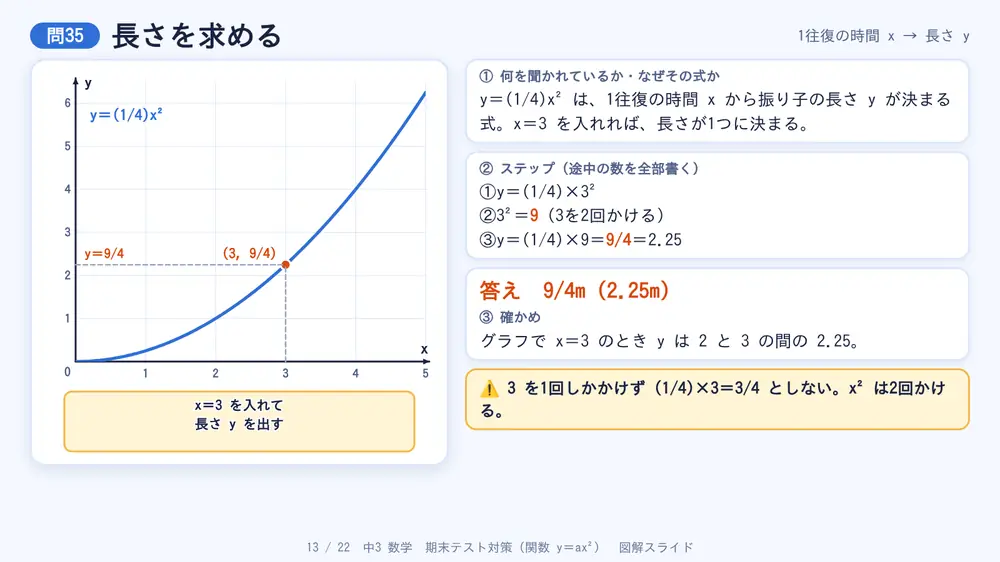 問35 長さを求める
1往復の時間 x → 長さ y
y
6
5
4
3
2
1
0
1
2
3
4
5
x
y＝(1/4)x²
y＝9/4
(3, 9/4)
x＝3 を入れて
長さ y を出す
① 何を聞かれているか・なぜその式か
y＝(1/4)x² は、1往復の時間 x から振り子の長さ y が決まる
式。x＝3 を入れれば、長さが1つに決まる。
② ステップ（途中の数を全部書く）
①y＝(1/4)×3²
②3²＝9（3を2回かける）
③y＝(1/4)×9＝9/4＝2.25
答え　9/4m（2.25m）
③ 確かめ
グラフで x＝3 のとき y は 2 と 3 の間の 2.25。
⚠️ 3 を1回しかかけず (1/4)×3＝3/4 としない。x² は2回かけ
る。
13 / 22　中3 数学　期末テスト対策（関数 y＝ax²）　図解スライド